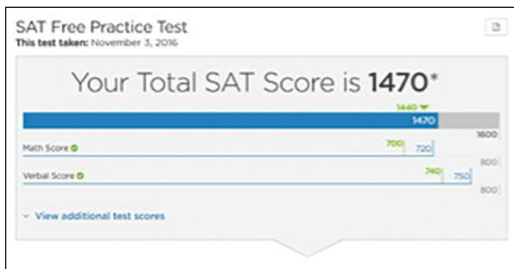 SAT Free Practice Test
This test taken: November 3, 2016
Your Total SAT Score is 1470*
1440
1470
1600
Math Score
700 720
800
Verbal Score
740 750
800
View additional test scores